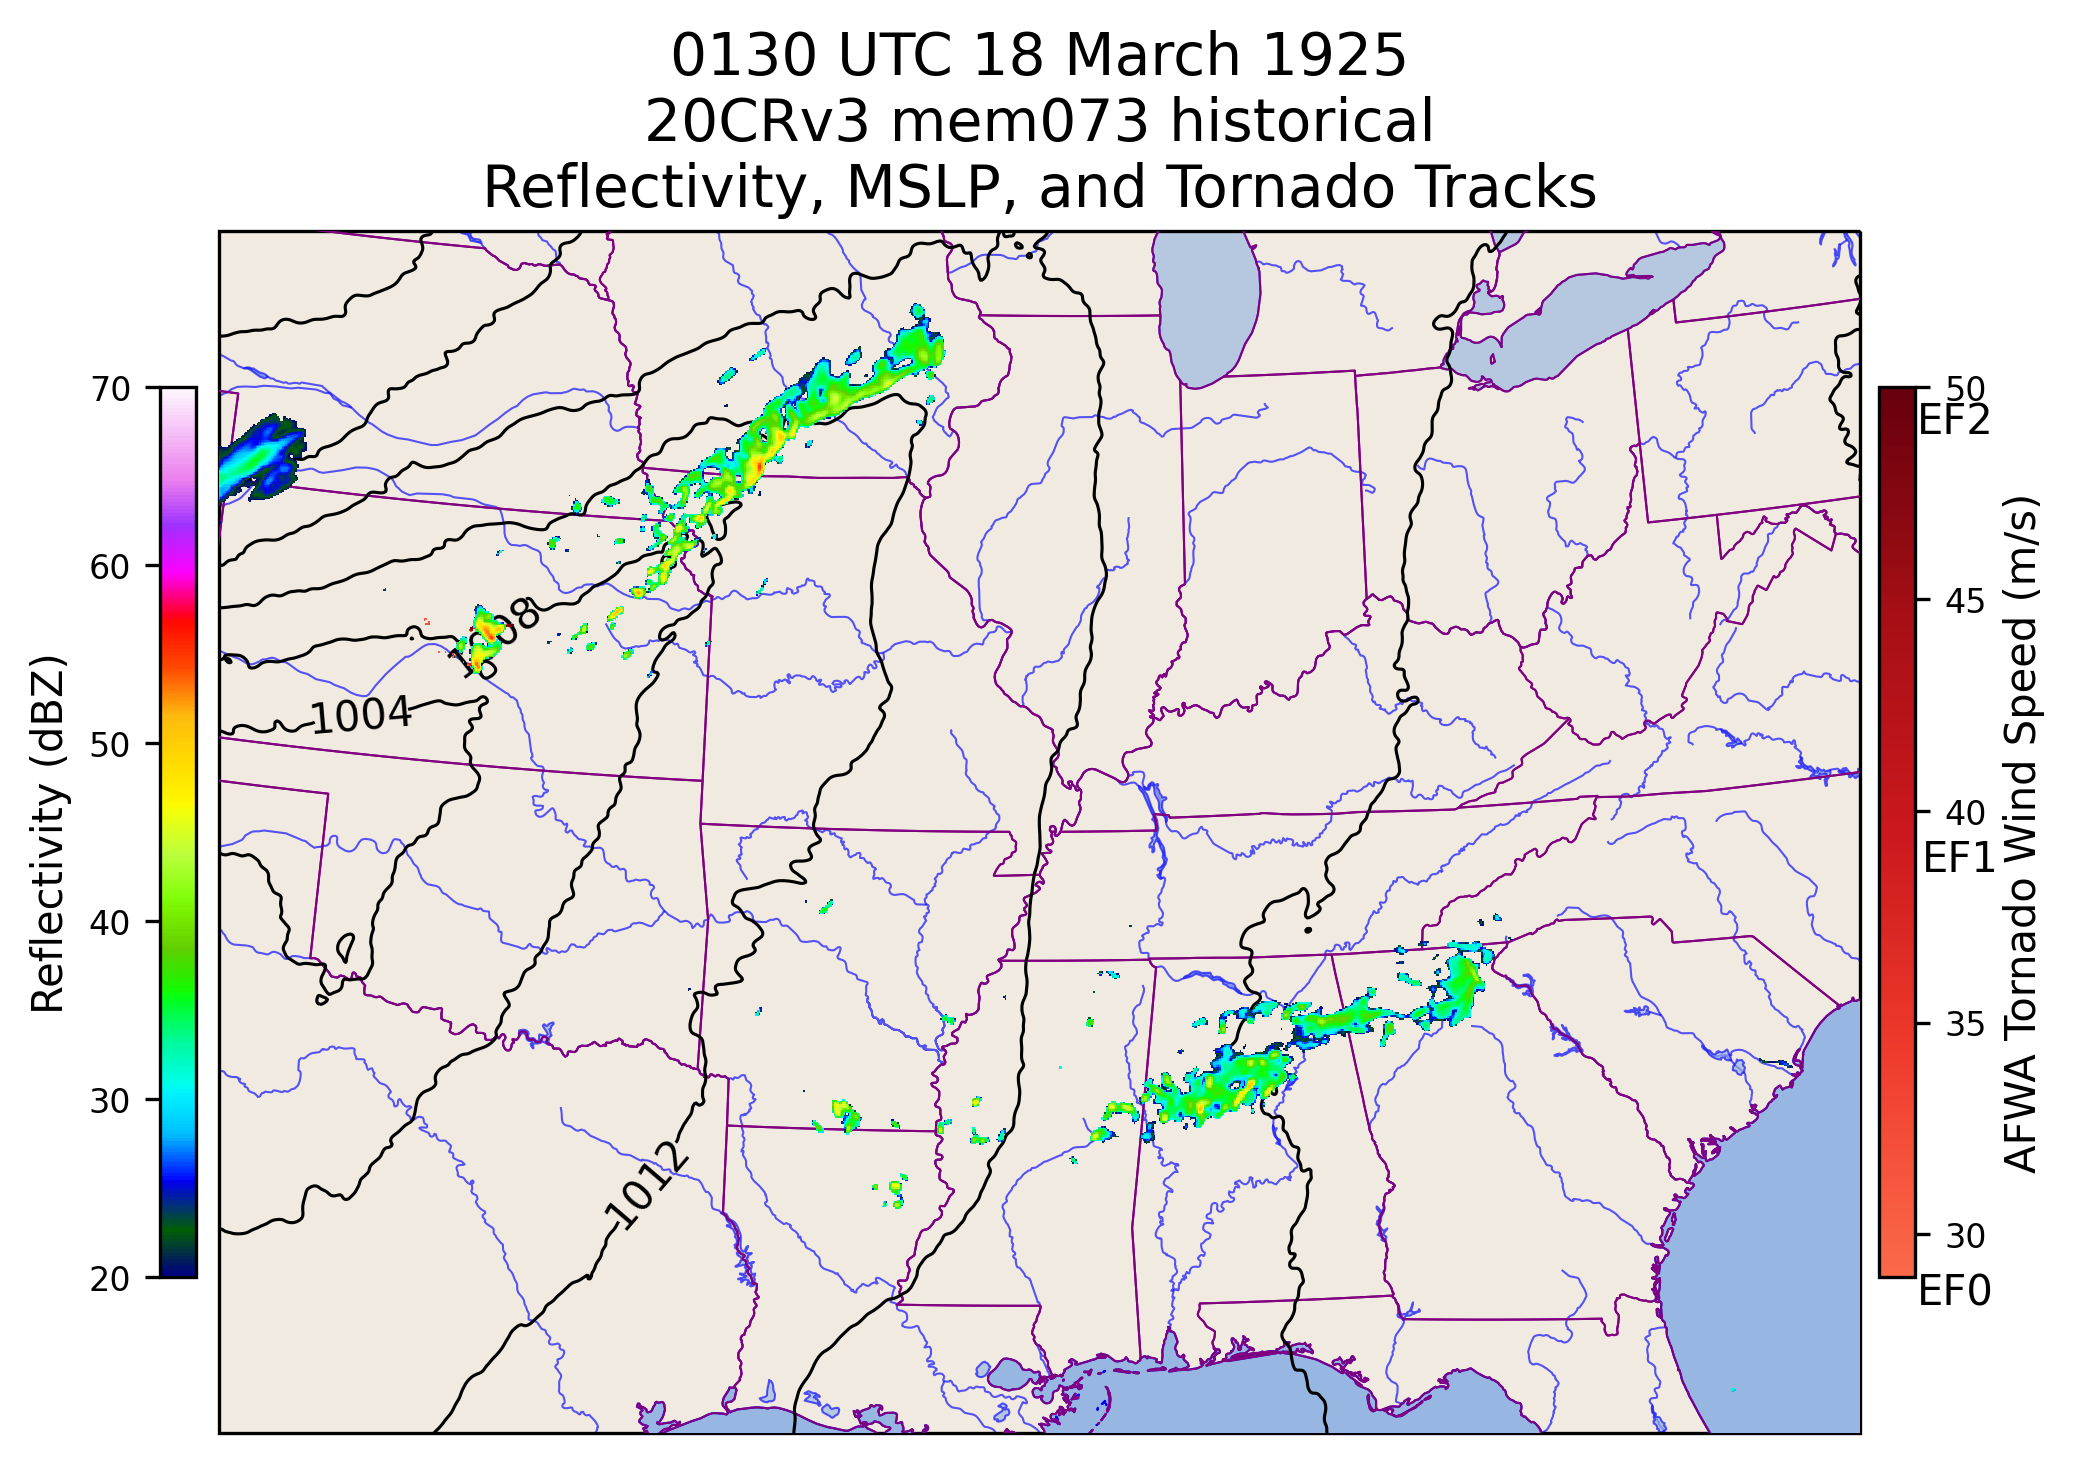 0130 UTC 18 March 1925
20CRv3 mem073 historical
Reflectivity, MSLP, and Tornado Tracks
70
60
50
40
30
20
Reflectivity (dBZ)
1008
1004
1012
50
EF2
45
40
EF1
35
30
EF0
AFWA Tornado Wind Speed (m/s)